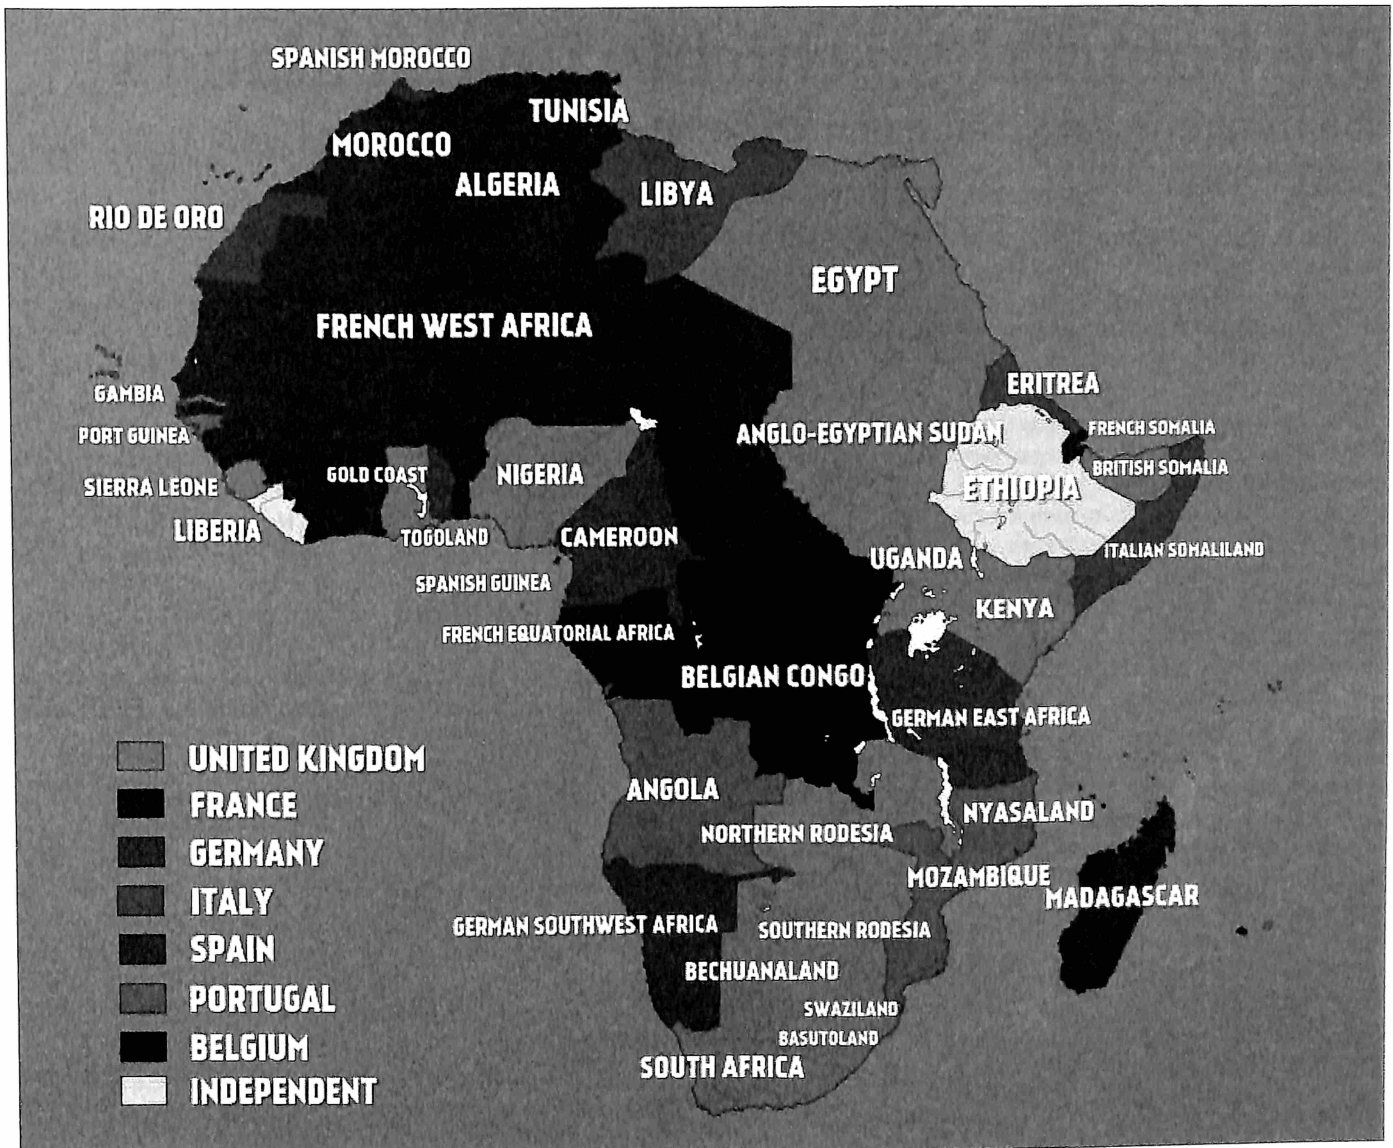 SPANISH MOROCCO
TUNISIA
MOROCCO
ALGERIA
LIBYA
RIO DE ORO
EGYPT
FRENCH WEST AFRICA
ERITREA
GAMBIA
FRENCH SOMALIA
PORT GUINEA
ANGLO-EGYPTIAN SUDAN
BRITISH SOMALIA
GOLD COAST
NIGERIA
SIERRA LEONE
ETHIOPIA
LIBERIA
TOGOLAND
CAMEROON
ITALIAN SOMALILAND
UGANDA
SPANISH GUINEA
KENYA
FRENCH EQUATORIAL AFRICA
BELGIAN CONGO
GERMAN EAST AFRICA
ANGOLA
NYASALAND
NORTHERN RODESIA
MOZAMBIQUE
MADAGASCAR
GERMAN SOUTHWEST AFRICA
SOUTHERN RODESIA
BECHUANALAND
SWAZILAND
BASUTOLAND
SOUTH AFRICA
UNITED KINGDOM
FRANCE
GERMANY
ITALY
SPAIN
PORTUGAL
BELGIUM
INDEPENDENT